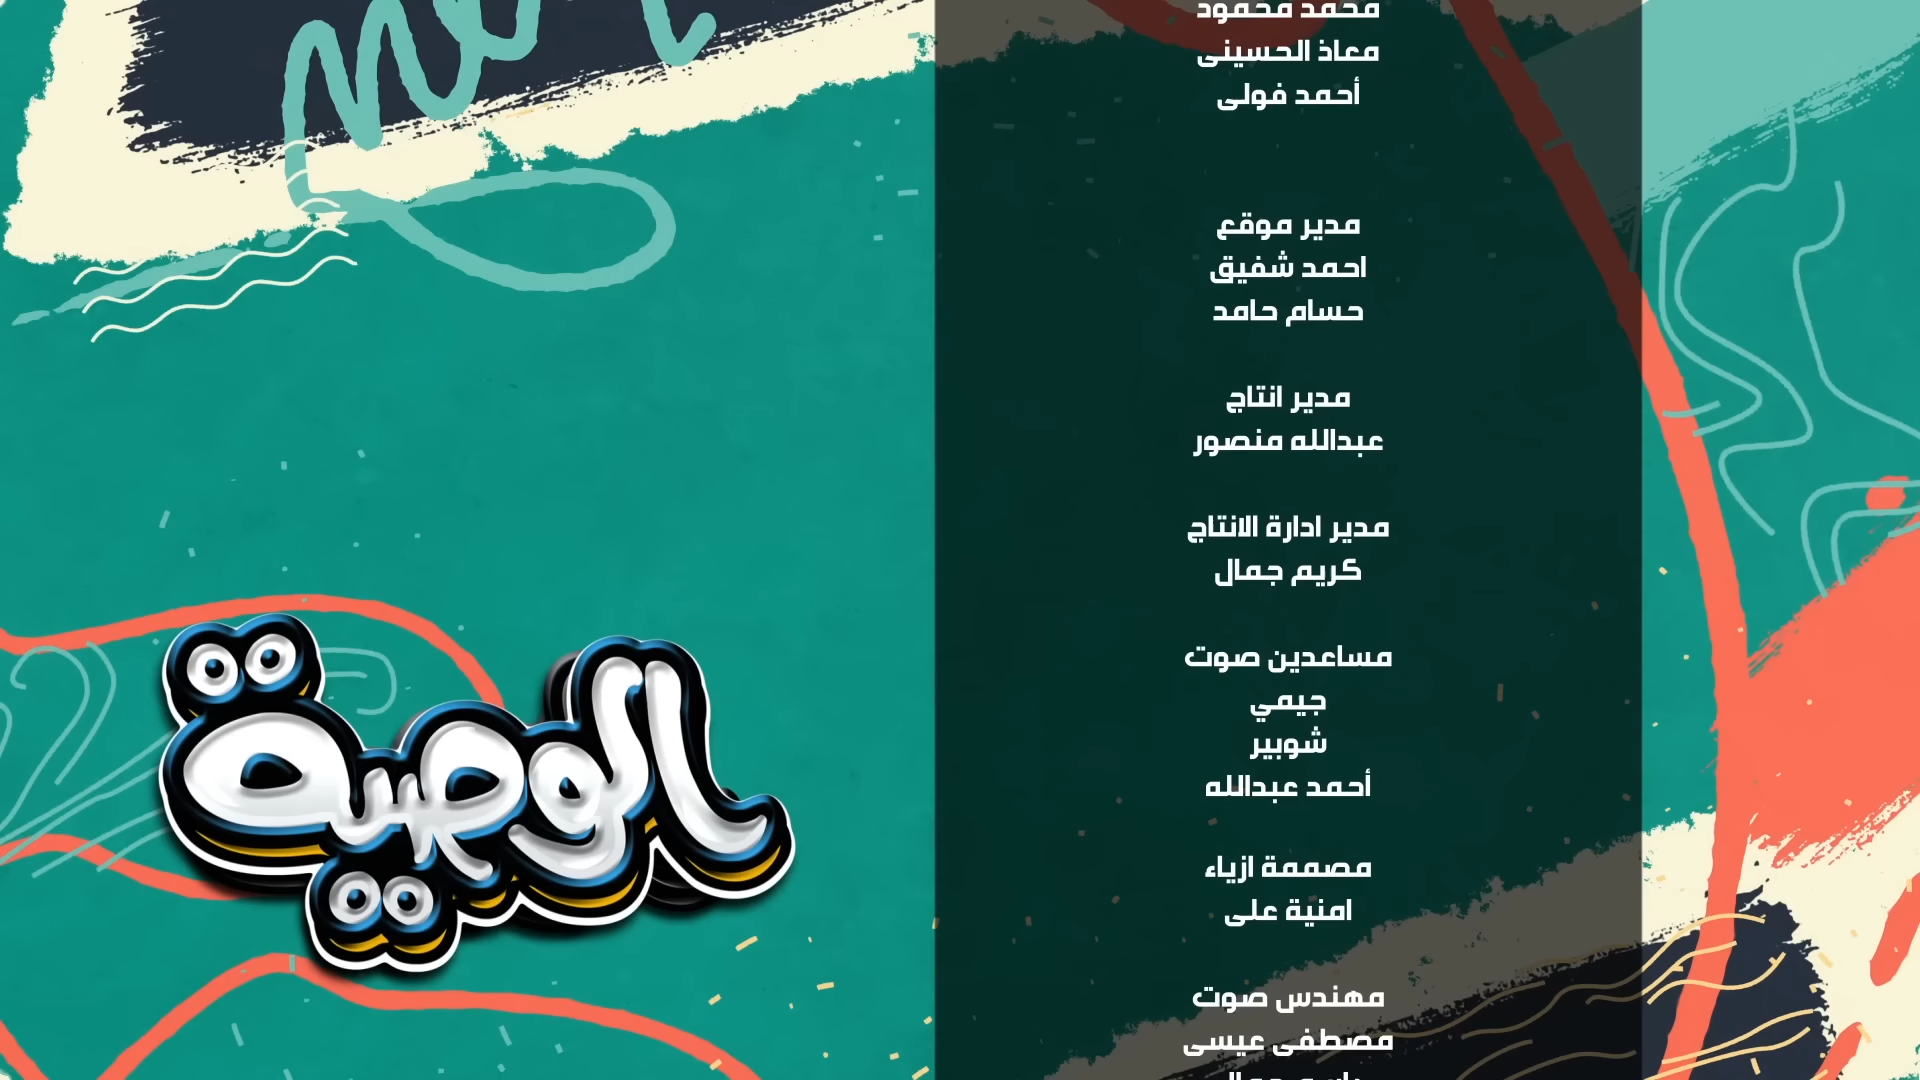 محمد محمود
معاذ الحسينى
أحمد فولى
مدير موقع
احمد شفيق
حسام حامد
مدير انتاج
عبدالله منصور
مدير ادارة الانتاج
كريم جمال
مساعدين صوت
جيمي
شوبير
أحمد عبدالله
مصممة ازياء
امنية على
مهندس صوت
مصطفى عيسى
الوصية